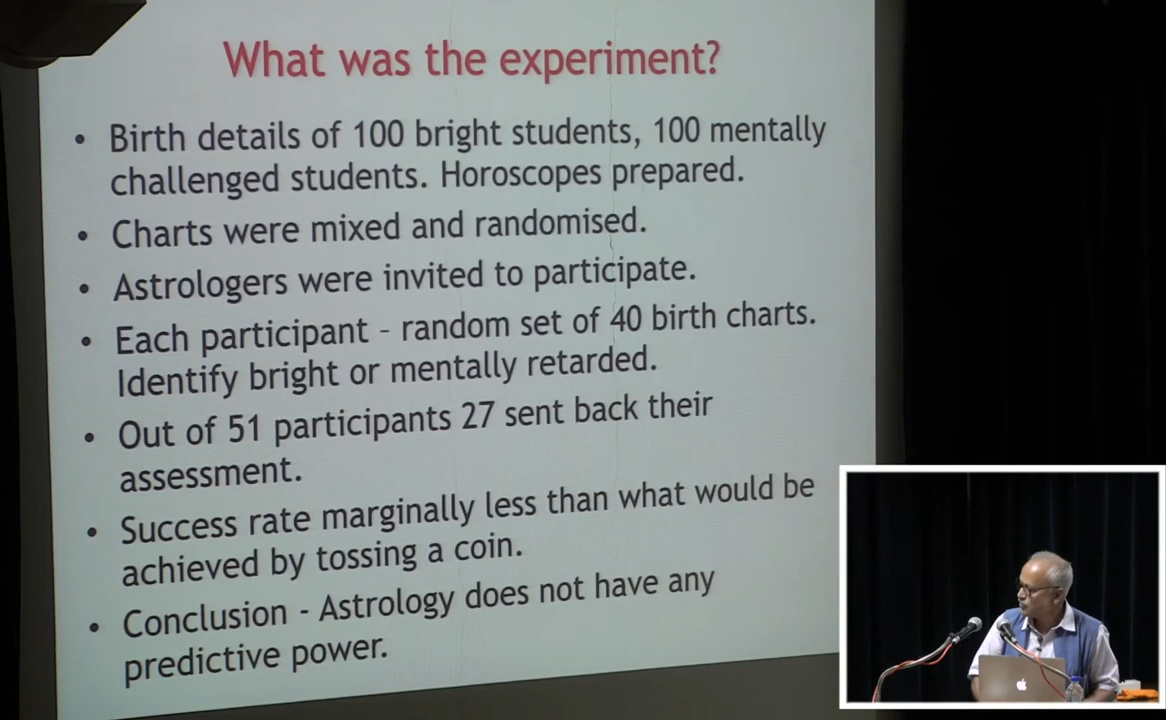 What was the experiment?
• Birth details of 100 bright students, 100 mentally
challenged students. Horoscopes prepared.
• Charts were mixed and randomised.
• Astrologers were invited to participate.
• Each participant – random set of 40 birth charts.
Identify bright or mentally retarded.
• Out of 51 participants 27 sent back their
assessment.
• Success rate marginally less than what would be
achieved by tossing a coin.
• Conclusion - Astrology does not have any
predictive power.